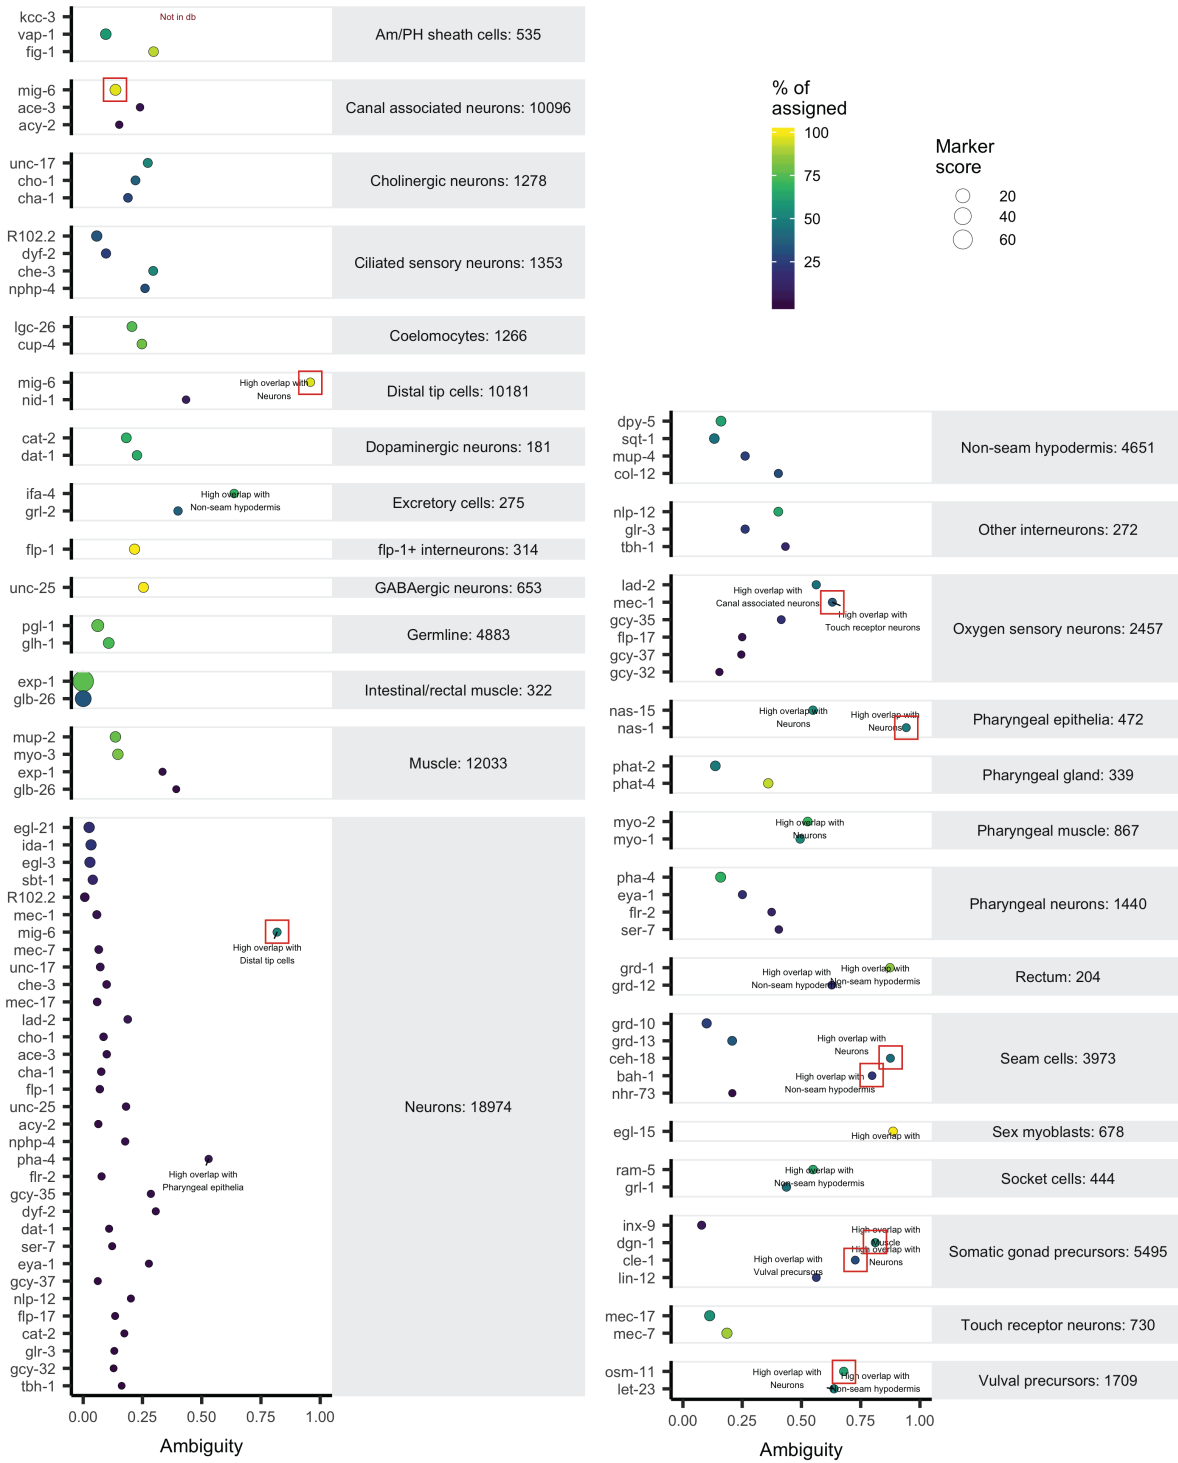 kcc-3
Not in db
vap-1
fig-1
Am/PH sheath cells: 535
mig-6
ace-3
acy-2
Canal associated neurons: 10096
unc-17
cho-1
cha-1
Cholinergic neurons: 1278
R102.2
dyf-2
che-3
nphp-4
Ciliated sensory neurons: 1353
lgc-26
cup-4
Coelomocytes: 1266
mig-6
nid-1
High overlap with
Neurons
Distal tip cells: 10181
cat-2
dat-1
Dopaminergic neurons: 181
ifa-4
grl-2
High overlap with
Non-seam hypodermis
Excretory cells: 275
flp-1
flp-1+ interneurons: 314
unc-25
GABAergic neurons: 653
pgl-1
glh-1
Germline: 4883
exp-1
glb-26
Intestinal/rectal muscle: 322
mup-2
myo-3
exp-1
glb-26
Muscle: 12033
egl-21
ida-1
egl-3
sbt-1
R102.2
mec-1
mig-6
mec-7
unc-17
che-3
mec-17
lad-2
cho-1
ace-3
cha-1
flp-1
unc-25
acy-2
nphp-4
pha-4
flr-2
gcy-35
dyf-2
dat-1
ser-7
eya-1
gcy-37
nlp-12
flp-17
cat-2
glr-3
gcy-32
tbh-1
High overlap with
Distal tip cells
High overlap with
Pharyngeal epithelia
Neurons: 18974
0.00 0.25 0.50 0.75 1.00
Ambiguity
% of
assigned
100
75
50
25
Marker
score
20
40
60
dpy-5
sqt-1
mup-4
col-12
Non-seam hypodermis: 4651
nlp-12
glr-3
tbh-1
Other interneurons: 272
lad-2
mec-1
gcy-35
flp-17
gcy-37
gcy-32
High overlap with
Canal associated neurons
High overlap with
Touch receptor neurons
Oxygen sensory neurons: 2457
nas-15
nas-1
High overlap with
Neurons
High overlap with
Neurons
Pharyngeal epithelia: 472
phat-2
phat-4
Pharyngeal gland: 339
myo-2
myo-1
High overlap with
Neurons
Pharyngeal muscle: 867
pha-4
eya-1
flr-2
ser-7
Pharyngeal neurons: 1440
grd-1
grd-12
High overlap with
Non-seam hypodermis
High overlap with
Non-seam hypodermis
Rectum: 204
grd-10
grd-13
ceh-18
bah-1
nhr-73
High overlap with
Neurons
High overlap with
Non-seam hypodermis
Seam cells: 3973
egl-15
High overlap with
Sex myoblasts: 678
ram-5
grl-1
High overlap with
Non-seam hypodermis
Socket cells: 444
inx-9
dgn-1
cle-1
lin-12
High overlap with
Muscle
High overlap with
Neurons
High overlap with
Vulval precursors
Somatic gonad precursors: 5495
mec-17
mec-7
Touch receptor neurons: 730
osm-11
let-23
High overlap with
Neurons
High overlap with
Non-seam hypodermis
Vulval precursors: 1709
0.00 0.25 0.50 0.75 1.00
Ambiguity